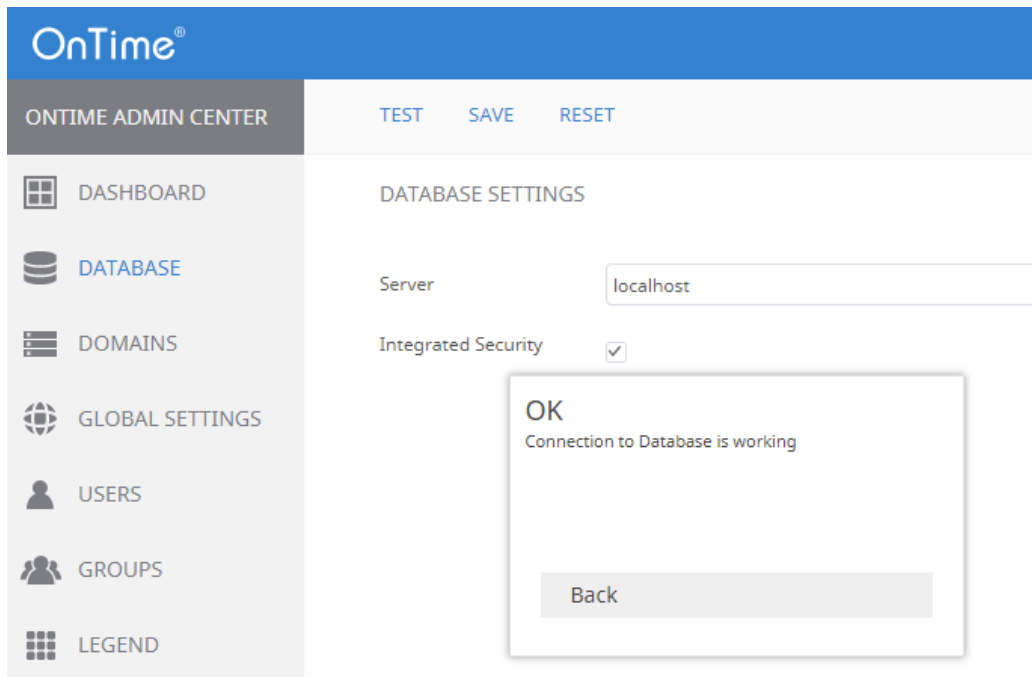 OnTime®
ONTIME ADMIN CENTER
TEST SAVE RESET
DASHBOARD
DATABASE
DOMAINS
GLOBAL SETTINGS
USERS
GROUPS
LEGEND
DATABASE SETTINGS
Server localhost
Integrated Security
OK
Connection to Database is working
Back